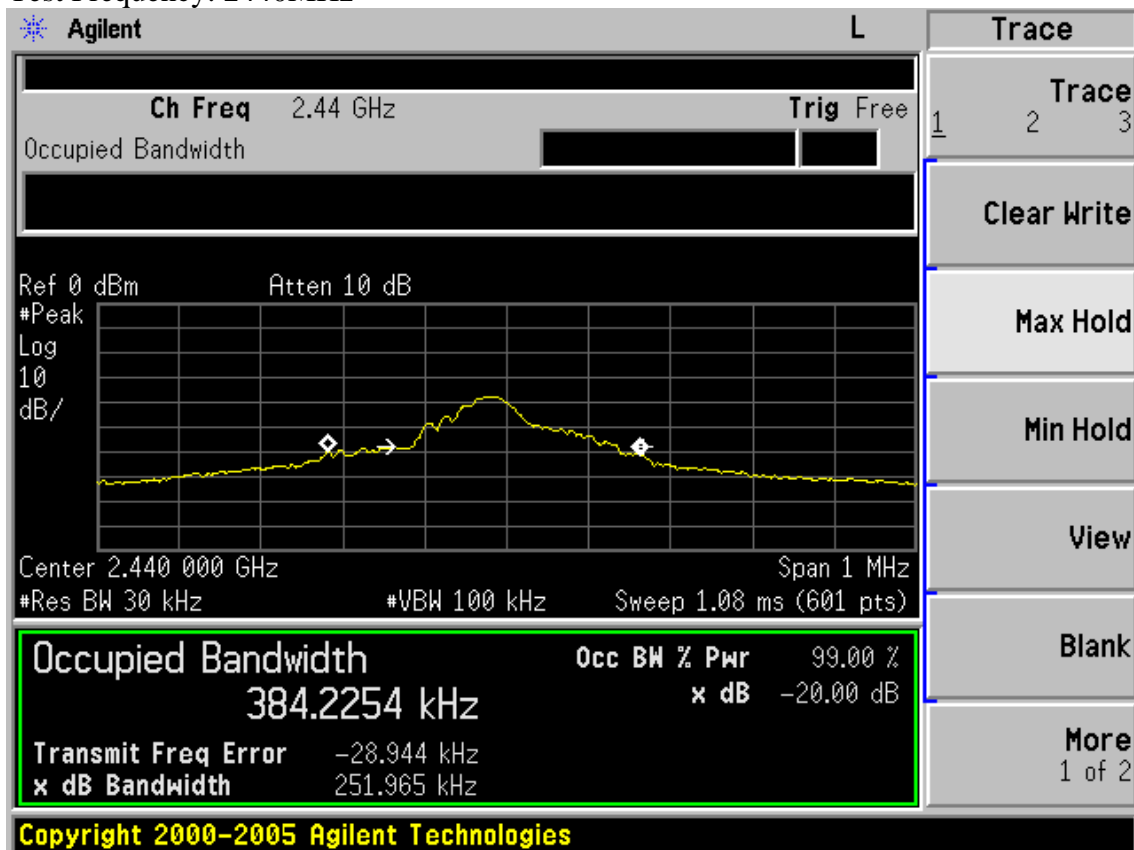 Test Frequency: 2440MHz
Agilent L Trace
Ch Freq 2.44 GHz Trig Free
Occupied Bandwidth
Trace
1 2 3
Clear Write
Max Hold
Min Hold
View
Blank
More
1 of 2
Ref 0 dBm Atten 10 dB
#Peak
Log
10
dB/
Center 2.440 000 GHz Span 1 MHz
#Res BW 30 kHz #VBW 100 kHz Sweep 1.08 ms (601 pts)
Occupied Bandwidth Occ BW % Pwr 99.00 %
384.2254 kHz x dB -20.00 dB
Transmit Freq Error -28.944 kHz
x dB Bandwidth 251.965 kHz
Copyright 2000-2005 Agilent Technologies